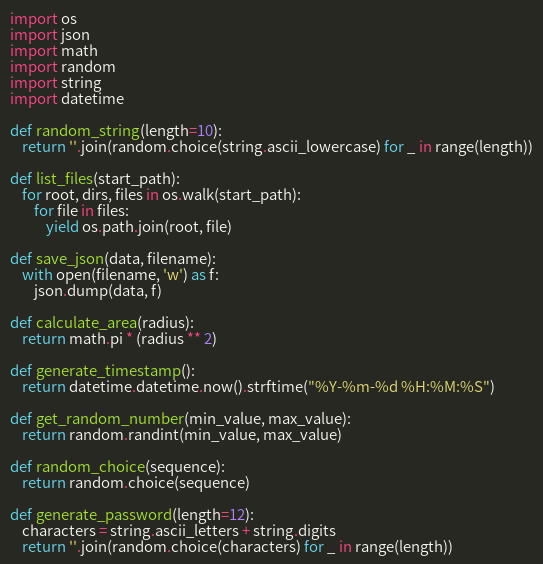 import os
import json
import math
import random
import string
import datetime

def random_string(length=10):
    return ''.join(random.choice(string.ascii_lowercase) for _ in range(length))

def list_files(start_path):
    for root, dirs, files in os.walk(start_path):
        for file in files:
            yield os.path.join(root, file)

def save_json(data, filename):
    with open(filename, 'w') as f:
        json.dump(data, f)

def calculate_area(radius):
    return math.pi * (radius ** 2)

def generate_timestamp():
    return datetime.datetime.now().strftime("%Y-%m-%d %H:%M:%S")

def get_random_number(min_value, max_value):
    return random.randint(min_value, max_value)

def random_choice(sequence):
    return random.choice(sequence)

def generate_password(length=12):
    characters = string.ascii_letters + string.digits
    return ''.join(random.choice(characters) for _ in range(length))